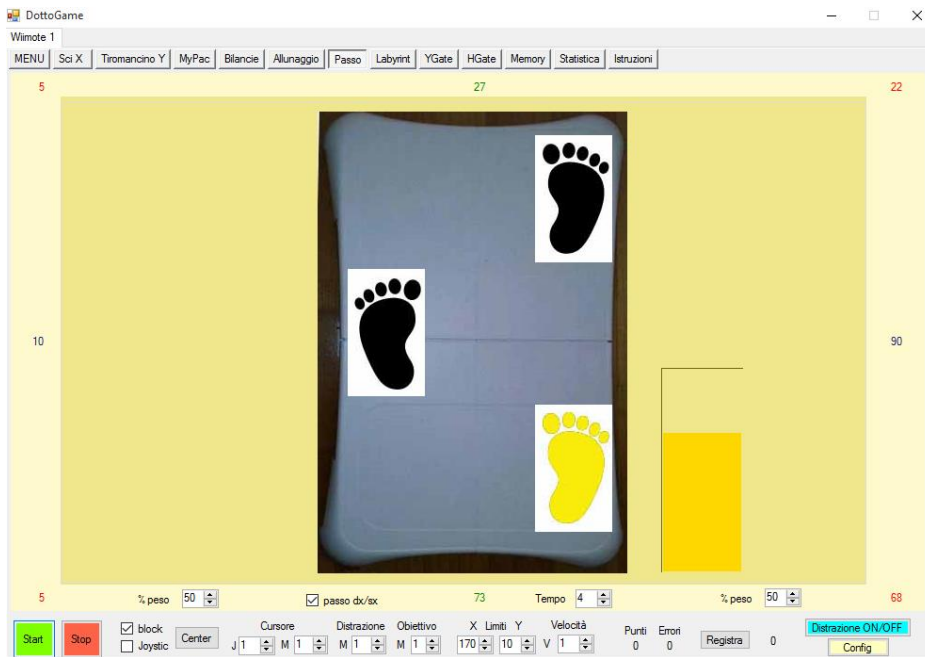 DottoGame
Wiimote 1
MENU Sci X Tiromancino Y MyPac Bilancie Allunaggio Passo Labyrint YGate HGate Memory Statistica Istruzioni
5 27 22
10 90
5 % peso 50 passo dx/sx 73 Tempo 4 % peso 50 68
Start Stop block Joystic Center Cursore J 1 M 1 Distrazione M 1 Obiettivo M 1 X Limiti Y 170 10 Velocità V 1 Punti 0 Errori 0 Registra 0 Distrazione ON/OFF Config